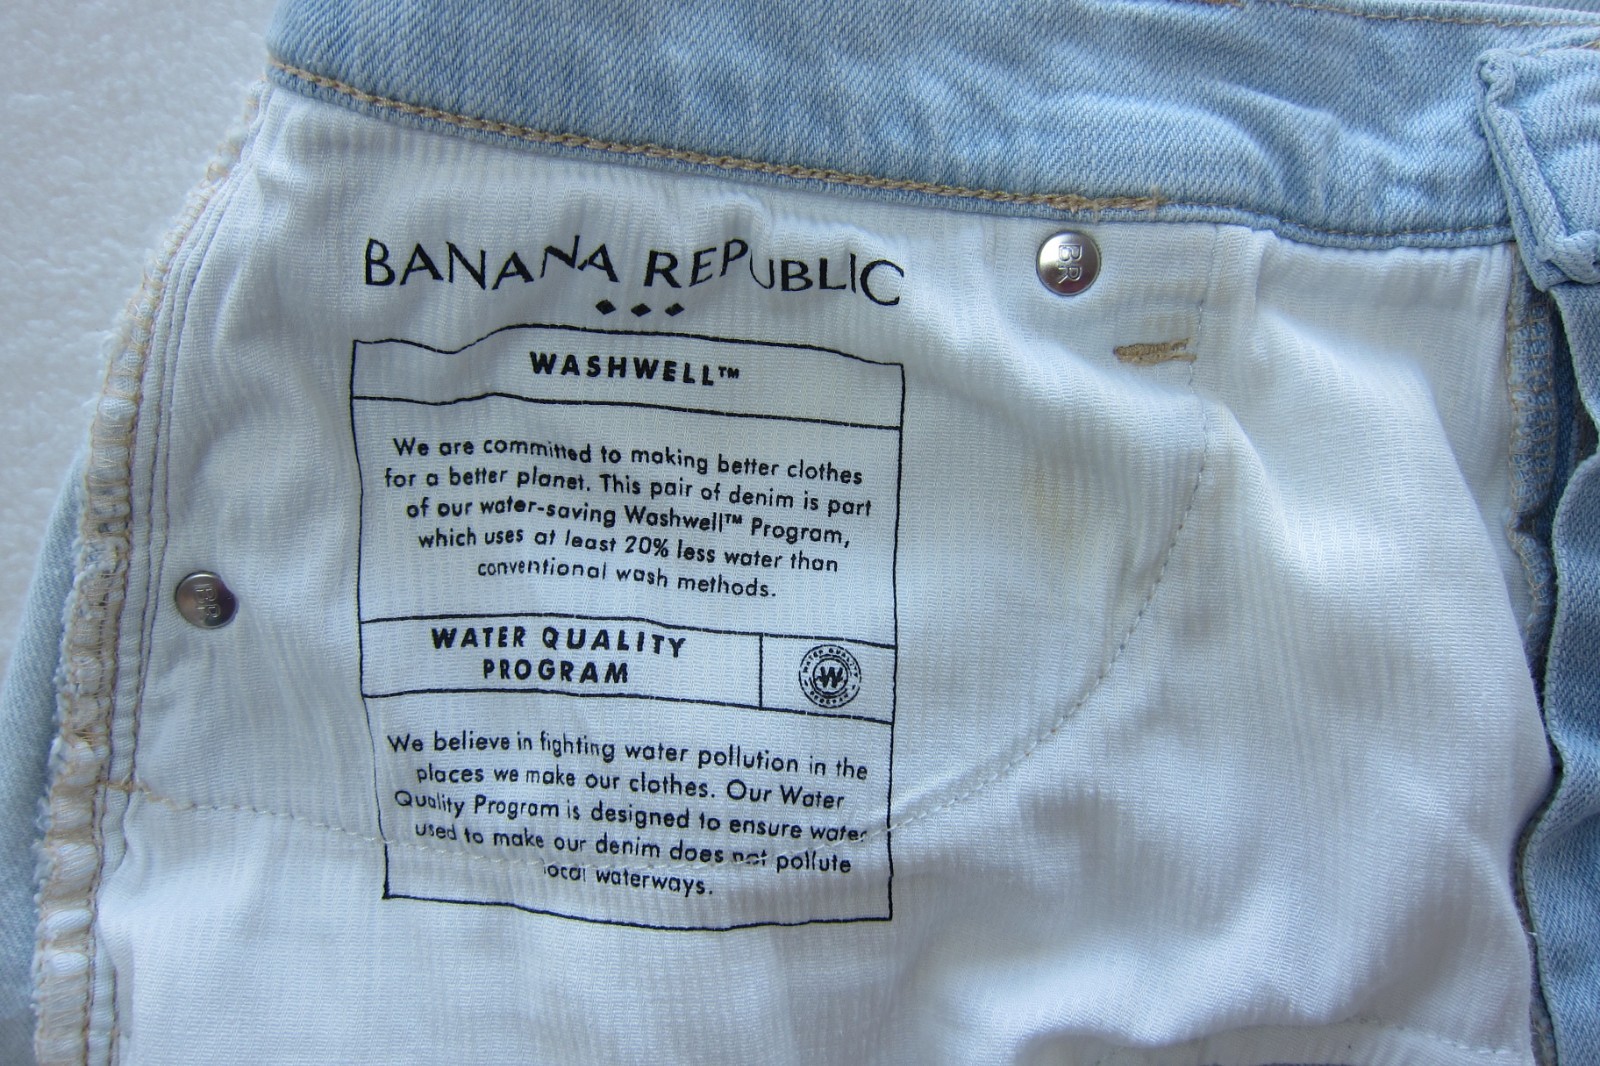 BANANA REPUBLIC
BR
WASHWELL™
We are committed to making better clothes
for a better planet. This pair of denim is part
of our water-saving Washwell™ Program,
which uses at least 20% less water than
conventional wash methods.
BR
WATER QUALITY
PROGRAM
WATER QUALITY
W
PROGRAM
We believe in fighting water pollution in the
places we make our clothes. Our Water
Quality Program is designed to ensure water
used to make our denim does not pollute
local waterways.